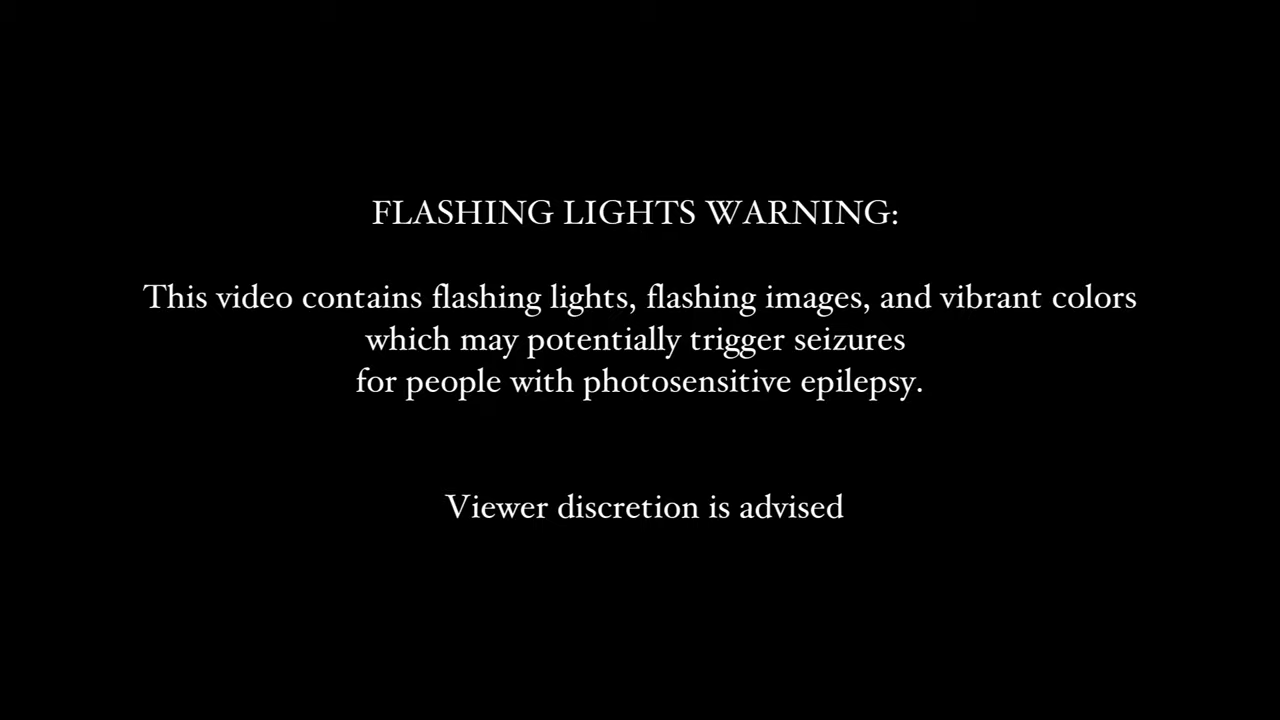 FLASHING LIGHTS WARNING:
This video contains flashing lights, flashing images, and vibrant colors
which may potentially trigger seizures
for people with photosensitive epilepsy.
Viewer discretion is advised